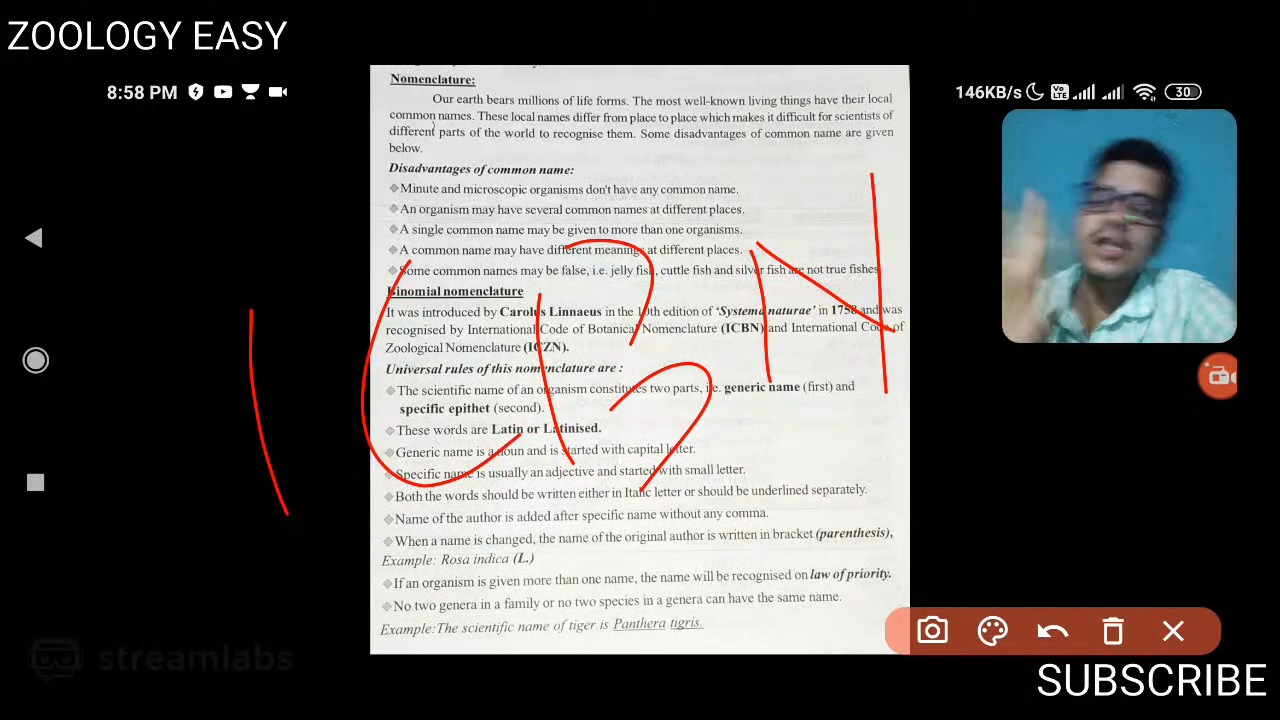 ZOOLOGY EASY
8:58 PM
146KB/s Vo LTE 30
Nomenclature:
Our earth bears millions of life forms. The most well-known living things have their local
common names. These local names differ from place to place which makes it difficult for scientists of
different parts of the world to recognise them. Some disadvantages of common name are given
below.
Disadvantages of common name:
❖Minute and microscopic organisms don't have any common name.
❖An organism may have several common names at different places.
❖A single common name may be given to more than one organisms.
❖A common name may have different meanings at different places.
❖Some common names may be false, i.e. jelly fish, cuttle fish and silver fish are not true fishes
Binomial nomenclature
It was introduced by Carolus Linnaeus in the 10th edition of 'Systema naturae' in 1758 and was
recognised by International Code of Botanical Nomenclature (ICBN) and International Code of
Zoological Nomenclature (ICZN).
Universal rules of this nomenclature are :
❖The scientific name of an organism constitutes two parts, i.e. generic name (first) and
specific epithet (second).
❖These words are Latin or Latinised.
❖Generic name is a noun and is started with capital letter.
❖Specific name is usually an adjective and started with small letter.
❖Both the words should be written either in Italic letter or should be underlined separately.
❖Name of the author is added after specific name without any comma.
❖When a name is changed, the name of the original author is written in bracket (parenthesis),
Example: Rosa indica (L.)
❖If an organism is given more than one name, the name will be recognised on law of priority.
❖No two genera in a family or no two species in a genera can have the same name.
Example:The scientific name of tiger is Panthera tigris.
streamlabs
SUBSCRIBE